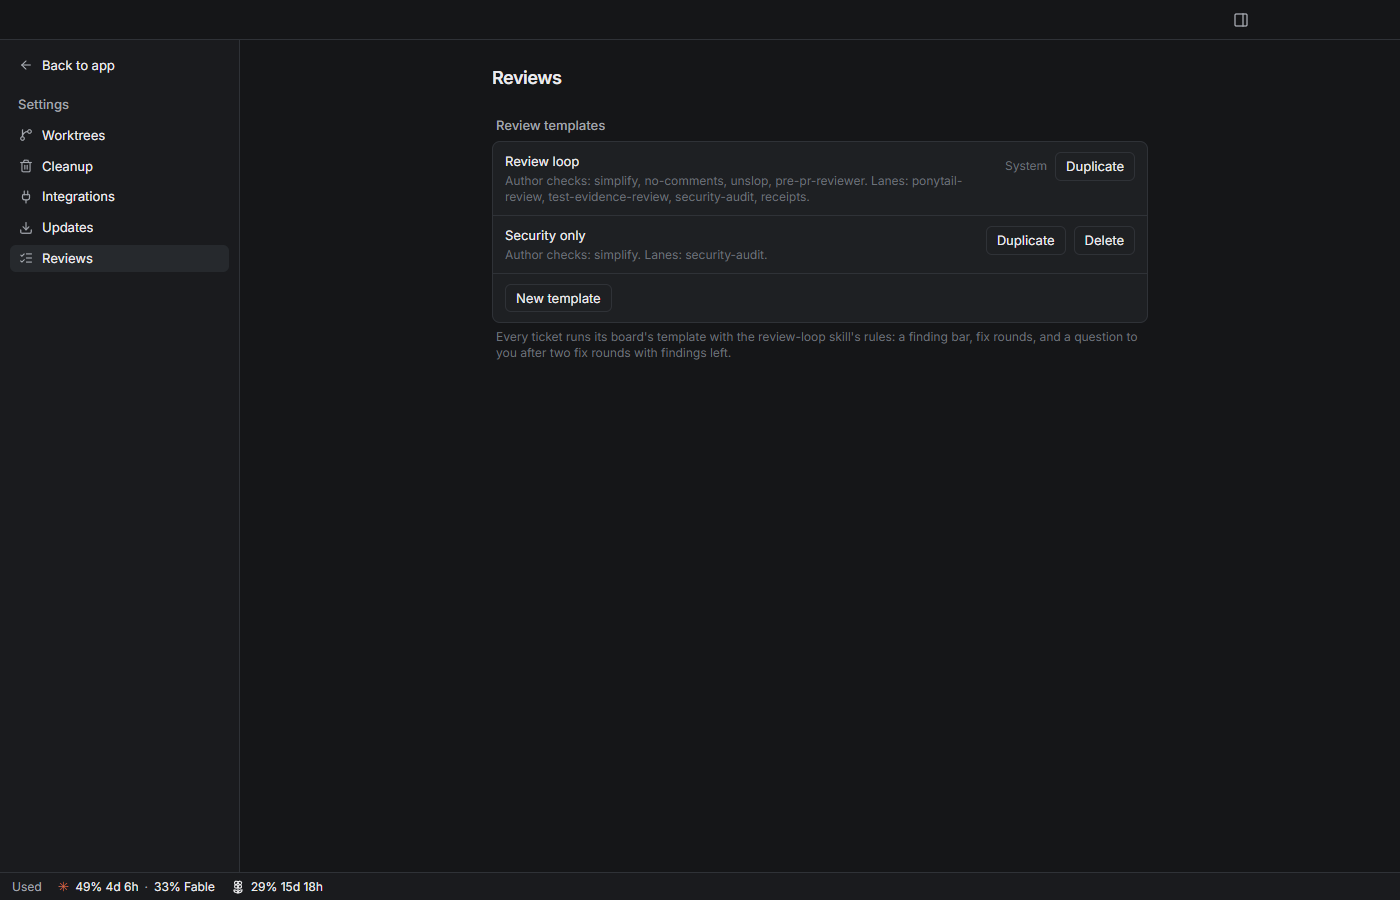 Back to app
Settings
Worktrees
Cleanup
Integrations
Updates
Reviews
Reviews
Review templates
Review loop
Author checks: simplify, no-comments, unslop, pre-pr-reviewer. Lanes: ponytail-
review, test-evidence-review, security-audit, receipts.
System
Duplicate
Security only
Author checks: simplify. Lanes: security-audit.
Duplicate
Delete
New template
Every ticket runs its board's template with the review-loop skill's rules: a finding bar, fix rounds, and a question to
you after two fix rounds with findings left.
Used 49% 4d 6h · 33% Fable 29% 15d 18h